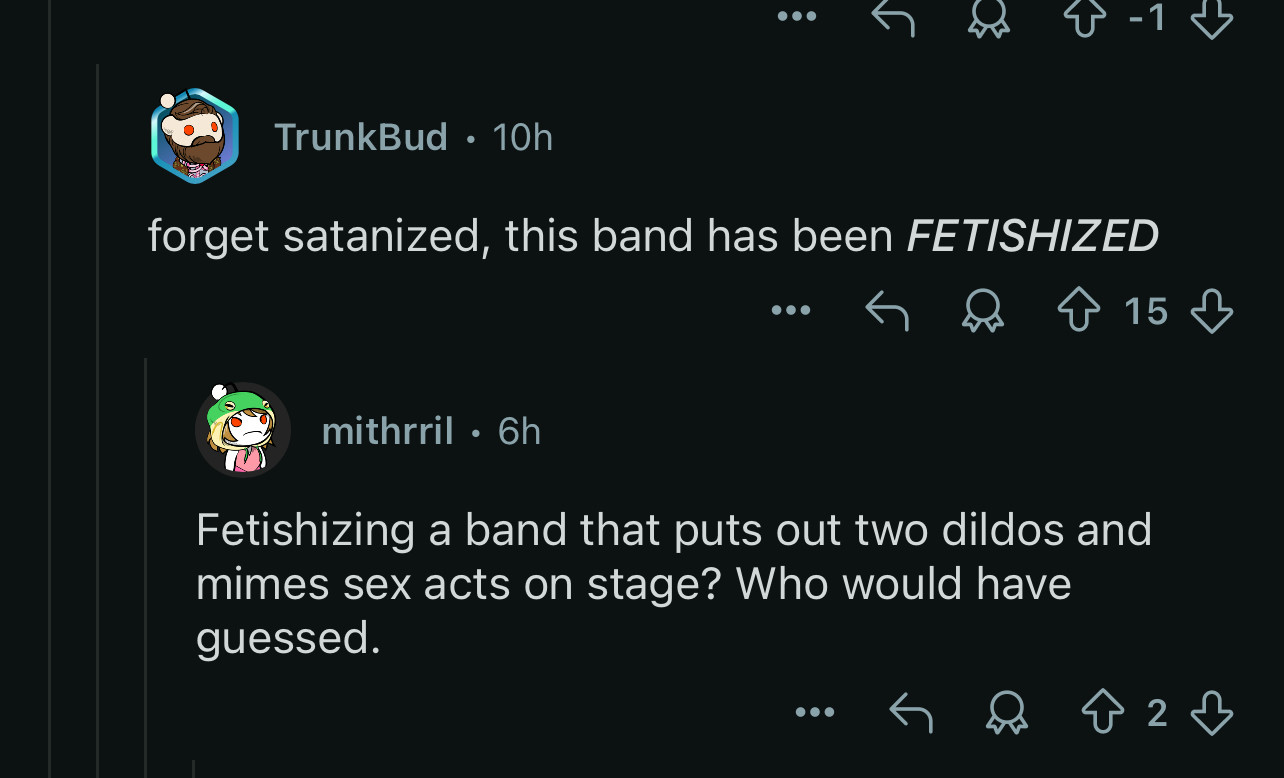 -1
TrunkBud • 10h
forget satanized, this band has been FETISHIZED
15
mithrril • 6h
Fetishizing a band that puts out two dildos and
mimes sex acts on stage? Who would have
guessed.
2